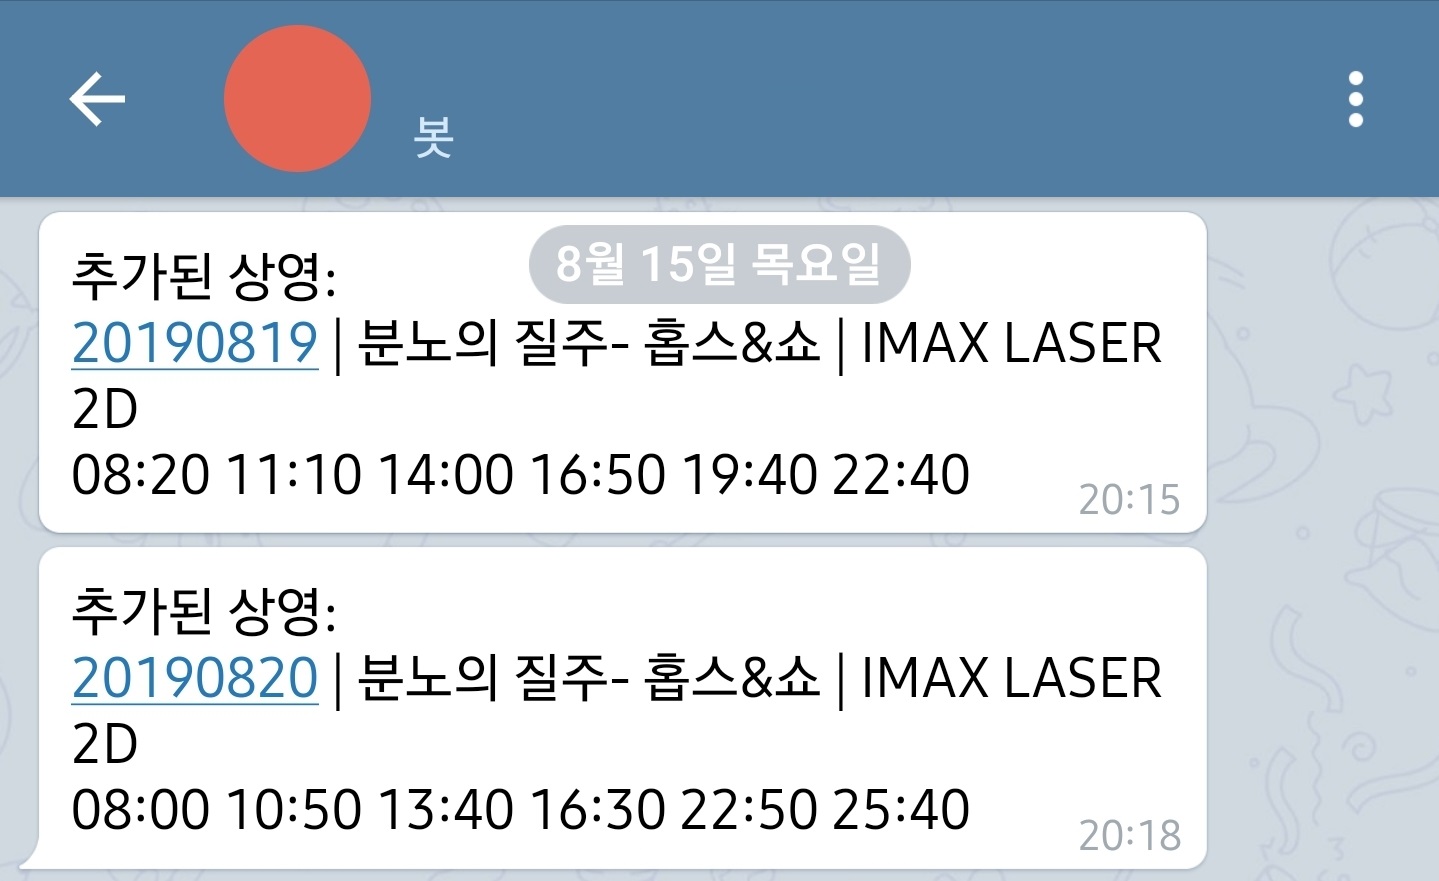 봇
8월 15일 목요일
추가된 상영:
20190819 | 분노의 질주- 홉스&쇼 | IMAX LASER
2D
08:20 11:10 14:00 16:50 19:40 22:40
20:15
추가된 상영:
20190820 | 분노의 질주- 홉스&쇼 | IMAX LASER
2D
08:00 10:50 13:40 16:30 22:50 25:40
20:18